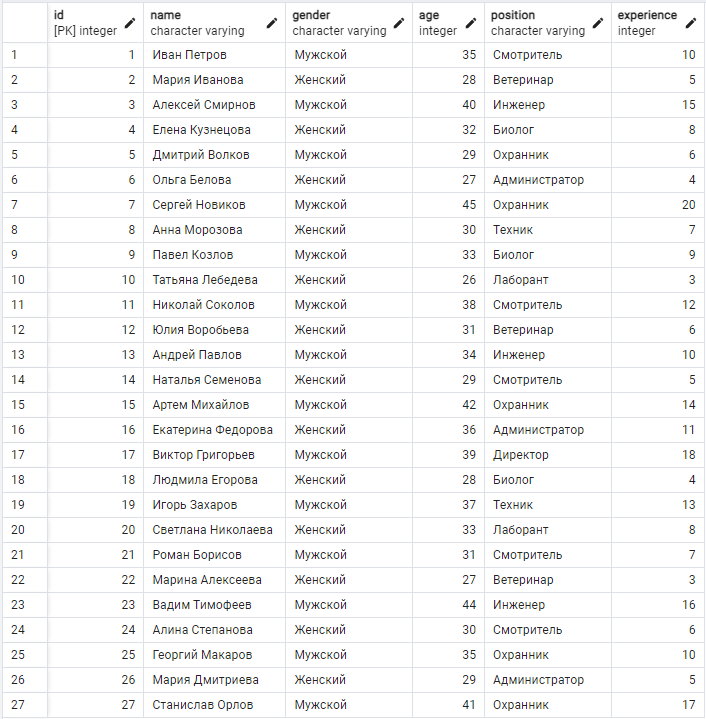 id name gender age position experience
[PK] integer character varying character varying integer character varying integer
1 1 Иван Петров Мужской 35 Смотритель 10
2 2 Мария Иванова Женский 28 Ветеринар 5
3 3 Алексей Смирнов Мужской 40 Инженер 15
4 4 Елена Кузнецова Женский 32 Биолог 8
5 5 Дмитрий Волков Мужской 29 Охранник 6
6 6 Ольга Белова Женский 27 Администратор 4
7 7 Сергей Новиков Мужской 45 Охранник 20
8 8 Анна Морозова Женский 30 Техник 7
9 9 Павел Козлов Мужской 33 Биолог 9
10 10 Татьяна Лебедева Женский 26 Лаборант 3
11 11 Николай Соколов Мужской 38 Смотритель 12
12 12 Юлия Воробьева Женский 31 Ветеринар 6
13 13 Андрей Павлов Мужской 34 Инженер 10
14 14 Наталья Семенова Женский 29 Смотритель 5
15 15 Артем Михайлов Мужской 42 Охранник 14
16 16 Екатерина Федорова Женский 36 Администратор 11
17 17 Виктор Григорьев Мужской 39 Директор 18
18 18 Людмила Егорова Женский 28 Биолог 4
19 19 Игорь Захаров Мужской 37 Техник 13
20 20 Светлана Николаева Женский 33 Лаборант 8
21 21 Роман Борисов Мужской 31 Смотритель 7
22 22 Марина Алексеева Женский 27 Ветеринар 3
23 23 Вадим Тимофеев Мужской 44 Инженер 16
24 24 Алина Степанова Женский 30 Смотритель 6
25 25 Георгий Макаров Мужской 35 Охранник 10
26 26 Мария Дмитриева Женский 29 Администратор 5
27 27 Станислав Орлов Мужской 41 Охранник 17